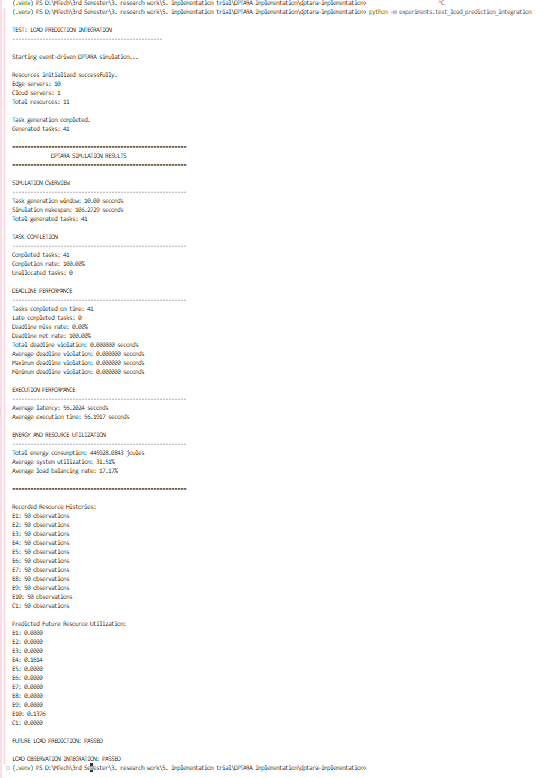 (.venv) PS D:\MTech\3rd Semester\3. research work\5. implementation trial\DPTARA implementation\dptara-implementation> ^C
(.venv) PS D:\MTech\3rd Semester\3. research work\5. implementation trial\DPTARA implementation\dptara-implementation> python -m experiments.test_load_prediction_integration
TEST: LOAD PREDICTION INTEGRATION
--------------------------------------------------
Starting event-driven DPTARA simulation...
Resources initialized successfully.
Edge servers: 10
Cloud servers: 1
Total resources: 11
Task generation completed.
Generated tasks: 41
============================================================
DPTARA SIMULATION RESULTS
============================================================
SIMULATION OVERVIEW
------------------------------------------------------------
Task generation window: 10.00 seconds
Simulation makespan: 106.2729 seconds
Total generated tasks: 41
TASK COMPLETION
------------------------------------------------------------
Completed tasks: 41
Completion rate: 100.00%
Unallocated tasks: 0
DEADLINE PERFORMANCE
------------------------------------------------------------
Tasks completed on time: 41
Late completed tasks: 0
Deadline miss rate: 0.00%
Deadline met rate: 100.00%
Total deadline violation: 0.000000 seconds
Average deadline violation: 0.000000 seconds
Maximum deadline violation: 0.000000 seconds
Minimum deadline violation: 0.000000 seconds
EXECUTION PERFORMANCE
------------------------------------------------------------
Average latency: 56.2024 seconds
Average execution time: 56.1917 seconds
ENERGY AND RESOURCE UTILIZATION
------------------------------------------------------------
Total energy consumption: 445028.0843 joules
Average system utilization: 31.51%
Average load balancing rate: 17.17%
============================================================
Recorded Resource Histories:
E1: 50 observations
E2: 50 observations
E3: 50 observations
E4: 50 observations
E5: 50 observations
E6: 50 observations
E7: 50 observations
E8: 50 observations
E9: 50 observations
E10: 50 observations
C1: 50 observations
Predicted Future Resource Utilization:
E1: 0.0000
E2: 0.0000
E3: 0.0000
E4: 0.1614
E5: 0.0000
E6: 0.0000
E7: 0.0000
E8: 0.0000
E9: 0.0000
E10: 0.1376
C1: 0.0000
FUTURE LOAD PREDICTION: PASSED
LOAD OBSERVATION INTEGRATION: PASSED
(.venv) PS D:\MTech\3rd Semester\3. research work\5. implementation trial\DPTARA implementation\dptara-implementation>